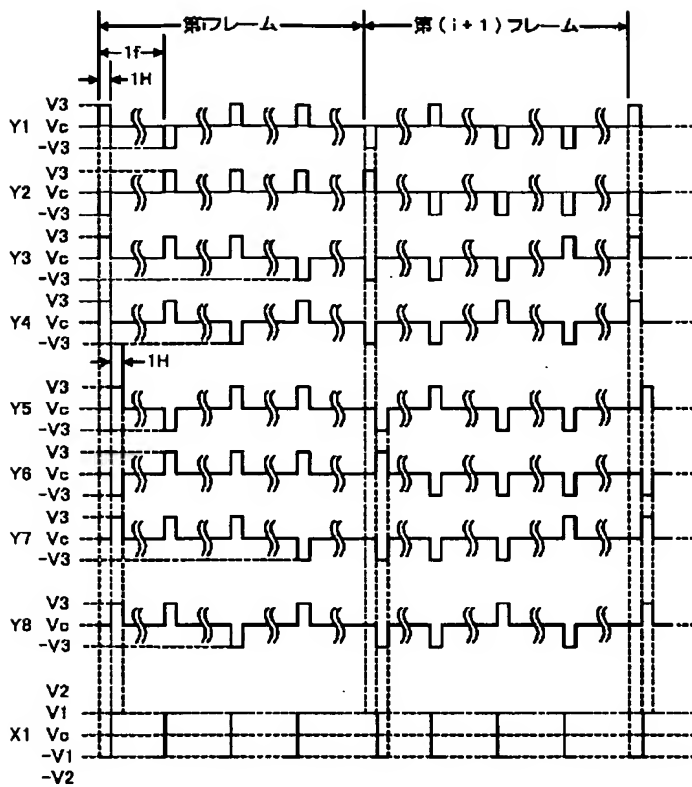 第iフレーム 第(i+1)フレーム
1f
1H
V3
Y1 Vc
-V3
V3
Y2 Vc
-V3
V3
Y3 Vc
-V3
V3
Y4 Vc
-V3
1H
V3
Y5 Vc
-V3
V3
Y6 Vc
-V3
V3
Y7 Vc
-V3
V3
Y8 Vc
-V3
V2
V1
X1 Vc
-V1
-V2